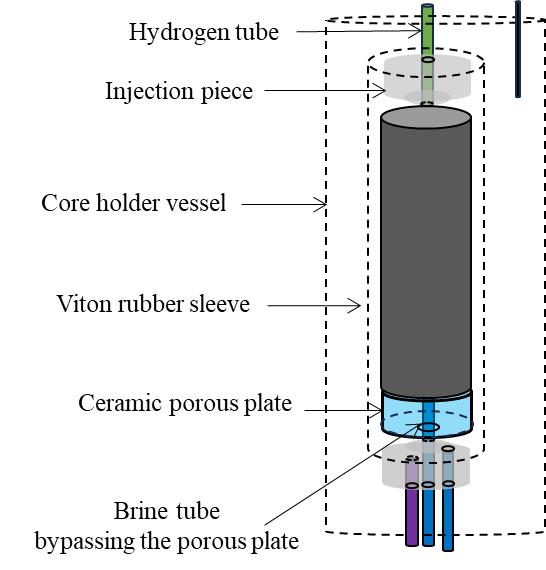 Hydrogen tube
Injection piece
Core holder vessel
Viton rubber sleeve
Ceramic porous plate
Brine tube
bypassing the porous plate